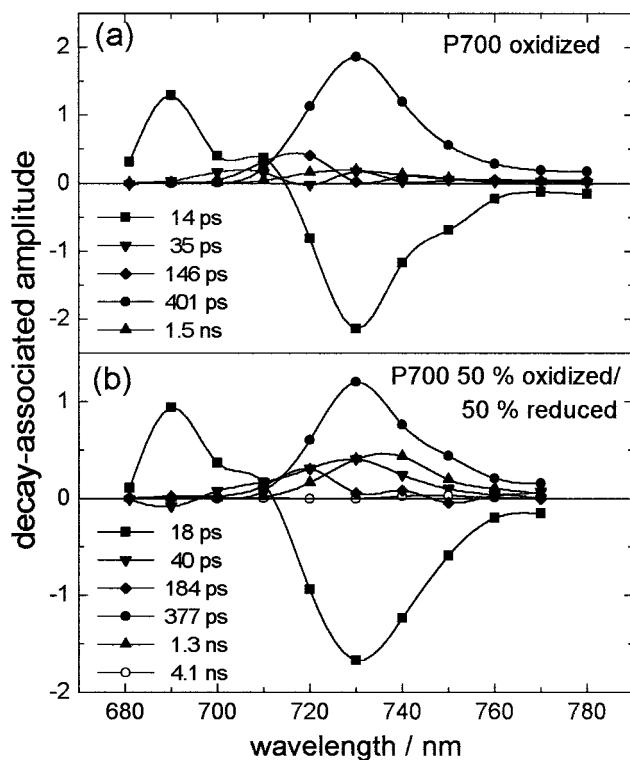 (a)
P700 oxidized
2
1
0
-1
-2
14 ps
35 ps
146 ps
401 ps
1.5 ns
(b)
P700 50 % oxidized/
50 % reduced
1
0
-1
-2
18 ps
40 ps
184 ps
377 ps
1.3 ns
4.1 ns
680 700 720 740 760 780
wavelength / nm
decay-associated amplitude